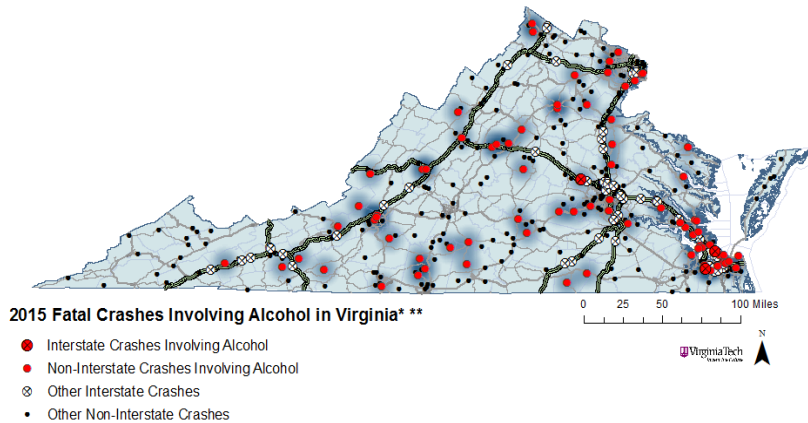 0 25 50 100 Miles
2015 Fatal Crashes Involving Alcohol in Virginia* **
Interstate Crashes Involving Alcohol
N
VirginiaTech
Non-Interstate Crashes Involving Alcohol
Other Interstate Crashes
Other Non-Interstate Crashes